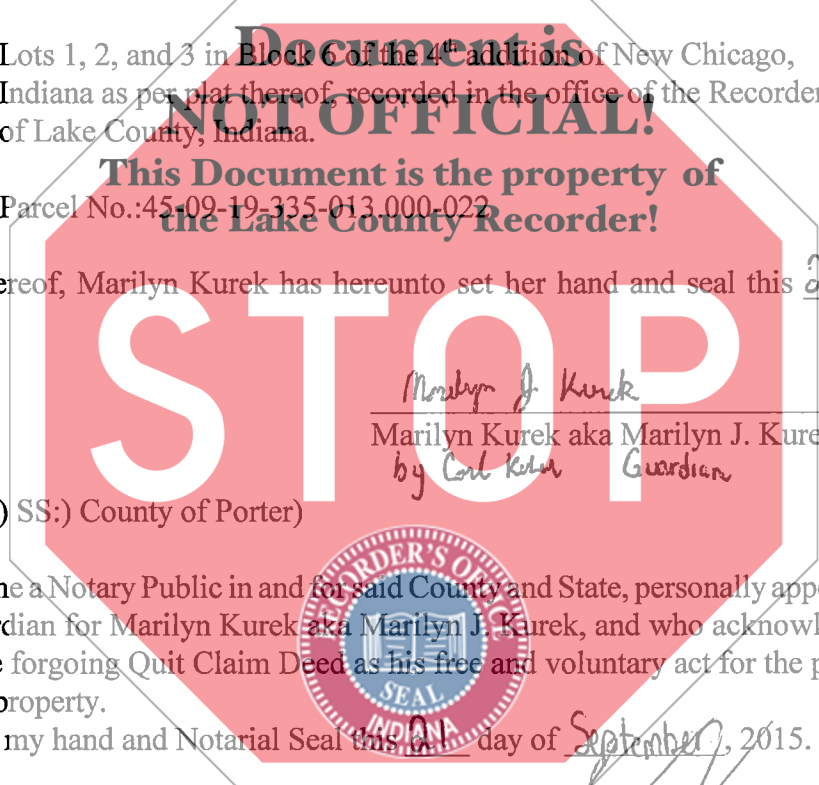 Document is
Lots 1, 2, and 3 in Block 6 of the 4th addition of New Chicago,
NOT OFFICIAL!
Indiana as per plat thereof, recorded in the office of the Recorder
of Lake County, Indiana.
This Document is the property of
Parcel No.:45-09-19-335-013.000-022
the Lake County Recorder!
ereof, Marilyn Kurek has hereunto set her hand and seal this
STOP
Marilyn J. Kurek
Marilyn Kurek aka Marilyn J. Kure
by Guardian
) SS:) County of Porter)
ne a Notary Public in and for said County and State, personally appe
rdian for Marilyn Kurek aka Marilyn J. Kurek, and who acknowl
e forgoing Quit Claim Deed as his free and voluntary act for the p
property.
my hand and Notarial Seal this 21 day of September, 2015.
RECORDER'S OFFICE
SEAL
INDIANA